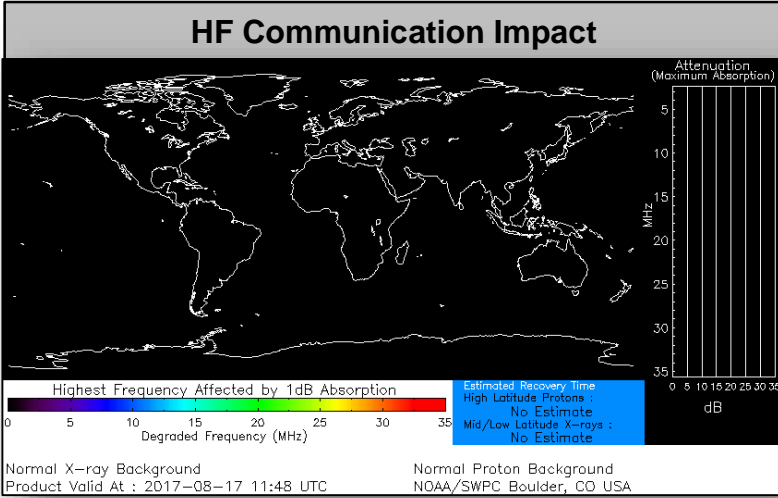 HF Communication Impact
Attenuation
(Maximum Absorption)
5
10
15
20
25
30
35
MHz
0 5 10 15 20 25 30 35
dB
Highest Frequency Affected by 1dB Absorption
0 5 10 15 20 25 30 35
Degraded Frequency (MHz)
Estimated Recovery Time
High Latitude Protons :
No Estimate
Mid/Low Latitude X-rays :
No Estimate
Normal X-ray Background
Normal Proton Background
Product Valid At : 2017-08-17 11:48 UTC
NOAA/SWPC Boulder, CO USA